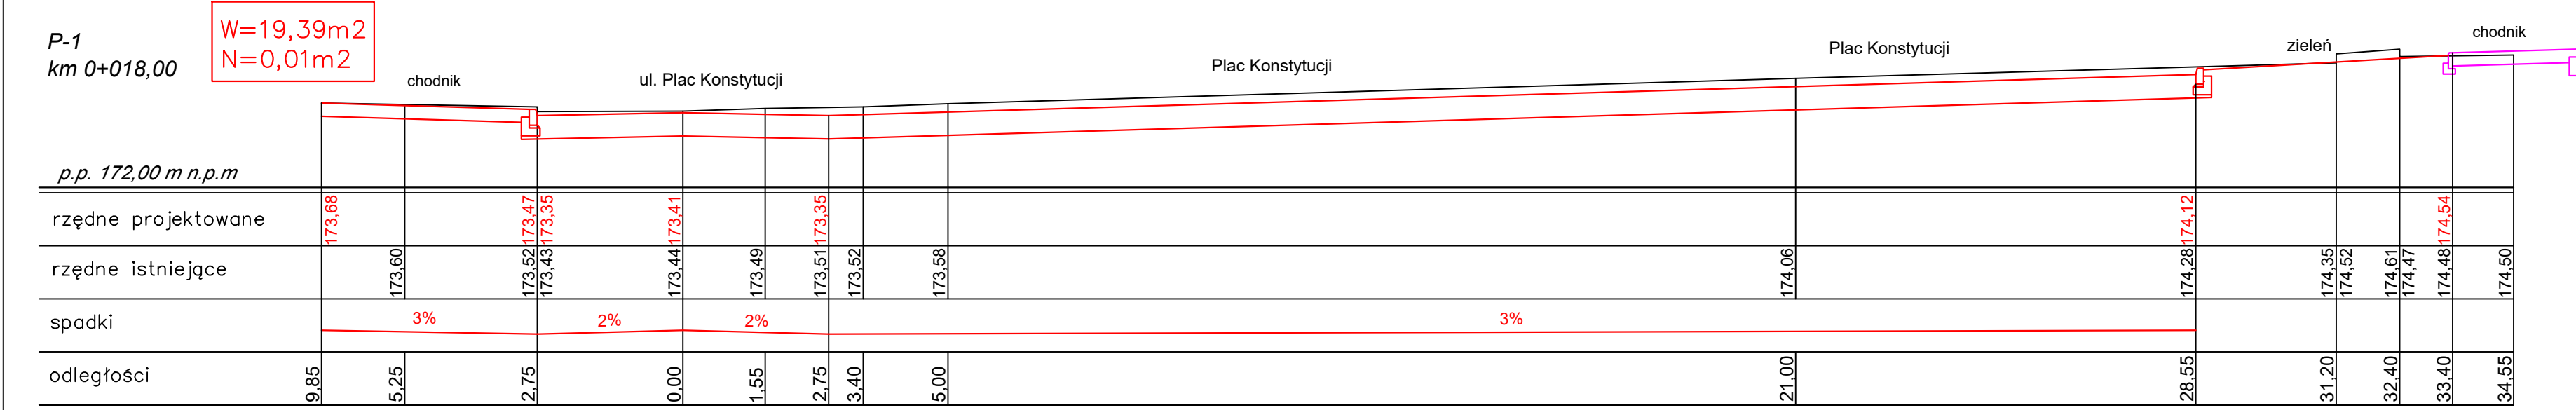 P-1
km 0+018,00
W=19,39m2
N=0,01m2
chodnik
ul. Plac Konstytucji
Plac Konstytucji
Plac Konstytucji
zieleń
chodnik
p.p. 172,00 m n.p.m
rzędne projektowane
173,68 173,47 173,35 173,41 173,35 174,12 174,54
rzędne istniejące
173,60 173,52 173,43 173,44 173,49 173,51 173,52 173,58 174,06 174,28 174,35 174,52 174,61 174,47 174,48 174,50
spadki
3% 2% 2% 3%
odległości
9,85 5,25 2,75 0,00 1,55 2,75 3,40 5,00 21,00 28,55 31,20 32,40 33,40 34,55